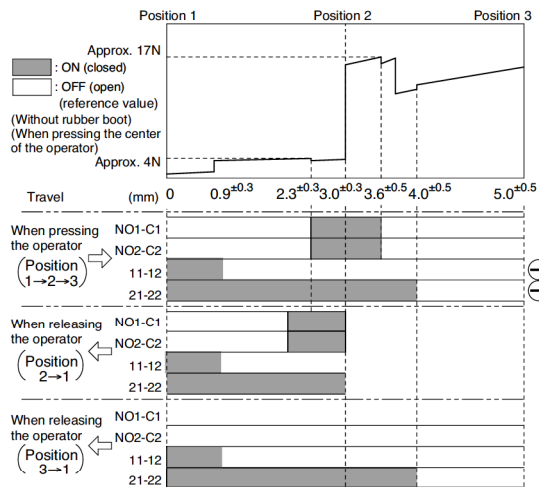 Position 1 Position 2 Position 3
Approx. 17N
: ON (closed)
: OFF (open)
(reference value)
(Without rubber boot)
(When pressing the center
of the operator)
Approx. 4N
Travel (mm) 0 0.9±0.3 2.3±0.3 3.0±0.3 3.6±0.5 4.0±0.5 5.0±0.5
When pressing
the operator
(Position
1→2→3)
NO1-C1
NO2-C2
11-12
21-22
When releasing
the operator
(Position
2→1)
NO1-C1
NO2-C2
11-12
21-22
When releasing
the operator
(Position
3→1)
NO1-C1
NO2-C2
11-12
21-22